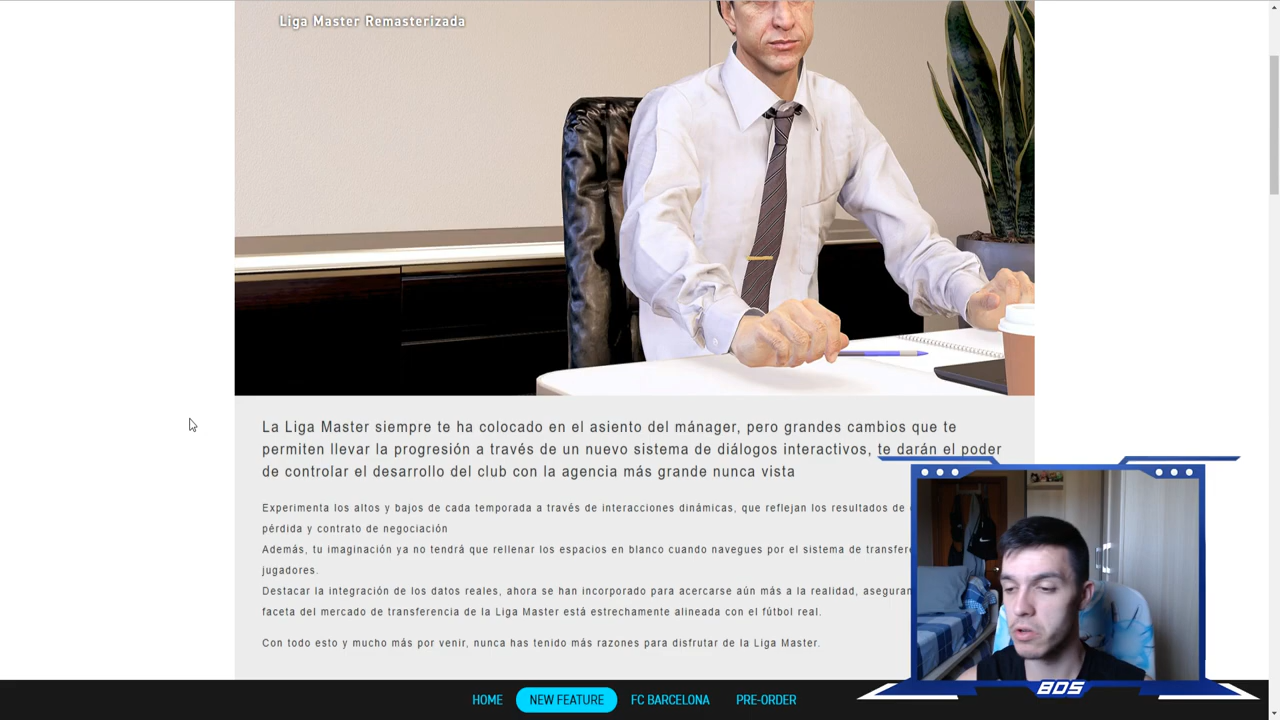 Liga Master Remasterizada
La Liga Master siempre te ha colocado en el asiento del mánager, pero grandes cambios que te
permiten llevar la progresión a través de un nuevo sistema de diálogos interactivos, te darán el poder
de controlar el desarrollo del club con la agencia más grande nunca vista
Experimenta los altos y bajos de cada temporada a través de interacciones dinámicas, que reflejan los resultados de
pérdida y contrato de negociación
Además, tu imaginación ya no tendrá que rellenar los espacios en blanco cuando navegues por el sistema de
jugadores.
Destacar la integración de los datos reales, ahora se han incorporado para acercarse aún más a la realidad,
faceta del mercado de transferencia de la Liga Master está estrechamente alineada con el fútbol real.
Con todo esto y mucho más por venir, nunca has tenido más razones para disfrutar de la Liga Master.
HOME NEW FEATURE FC BARCELONA PRE-ORDER
BDS